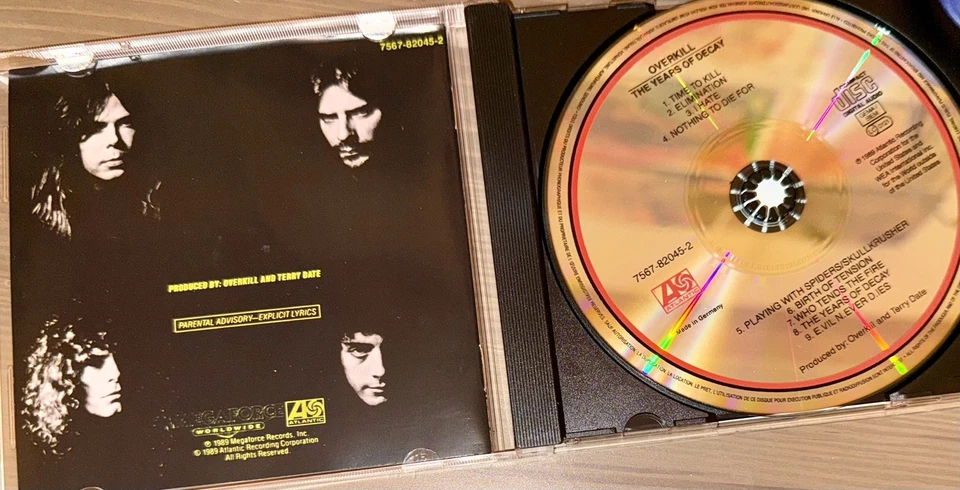 7567-82045-2
PRODUCED BY: OVERKILL AND TERRY DATE
PARENTAL ADVISORY—EXPLICIT LYRICS
MEGAFORCE
WORLDWIDE
ATLANTIC
℗ 1989 Megaforce Records, Inc.
© 1989 Atlantic Recording Corporation
All Rights Reserved.
OVERKILL
THE YEARS OF DECAY
1. TIME TO KILL
2. ELIMINATION
3. I HATE
4. NOTHING TO DIE FOR
COMPACT
disc
DIGITAL AUDIO
℗ 1989 Atlantic Recording
Corporation for the
United States and
WEA International Inc.
for the World outside
of the United States
7567-82045-2
ATLANTIC
Made in Germany
5. PLAYING WITH SPIDERS/SKULLKRUSHER
6. BIRTH OF TENSION
7. WHO TENDS THE FIRE
8. THE YEARS OF DECAY
9. E.VIL N.EVER D.IES
Produced by: Overkill and Terry Date